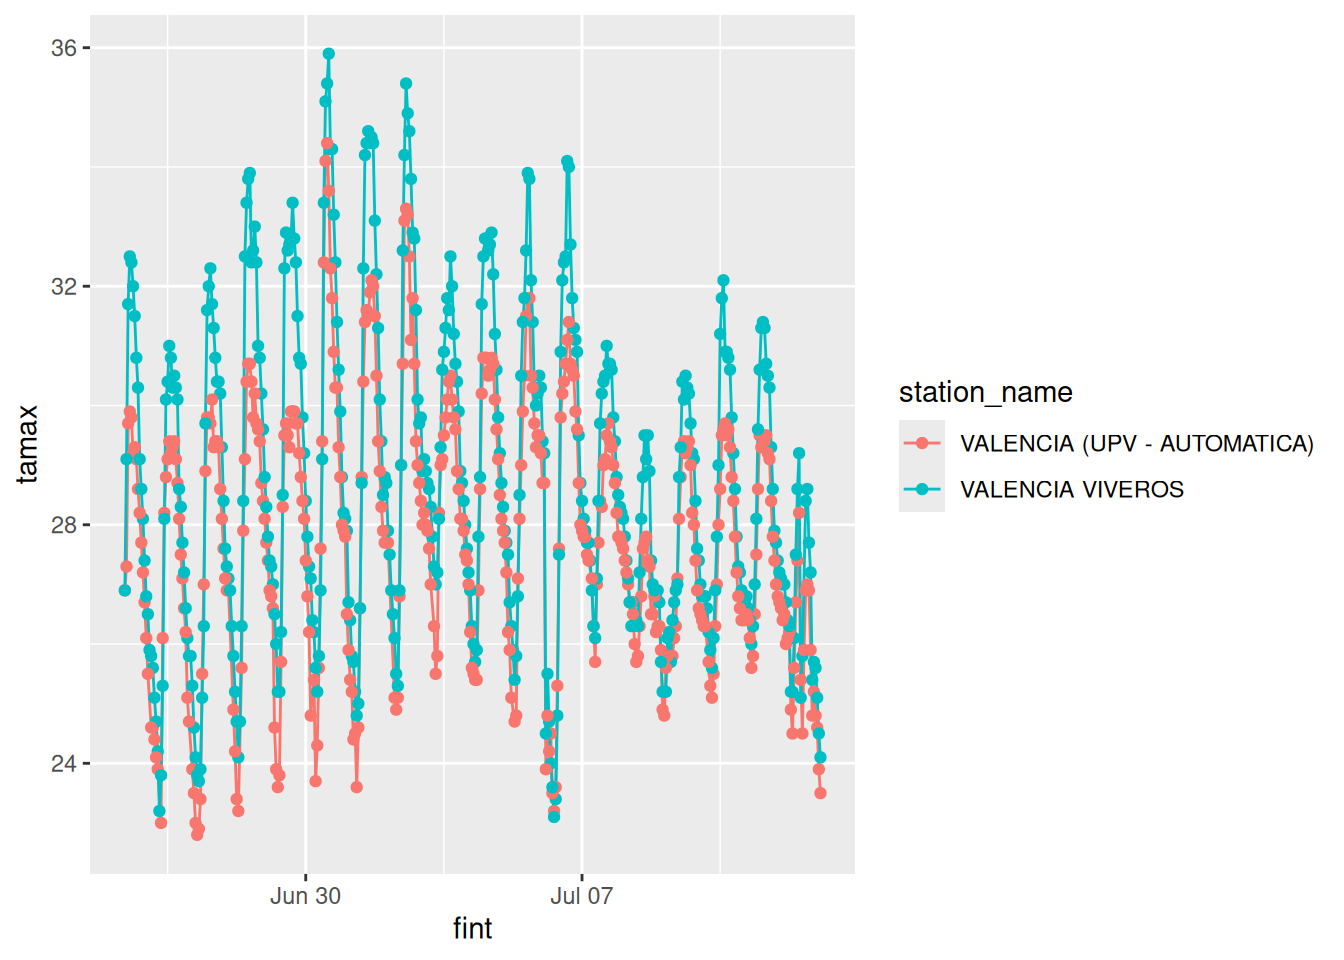 36
32
28
24
tamax
Jun 30
Jul 07
fint
station_name
VALENCIA (UPV - AUTOMATICA)
VALENCIA VIVEROS